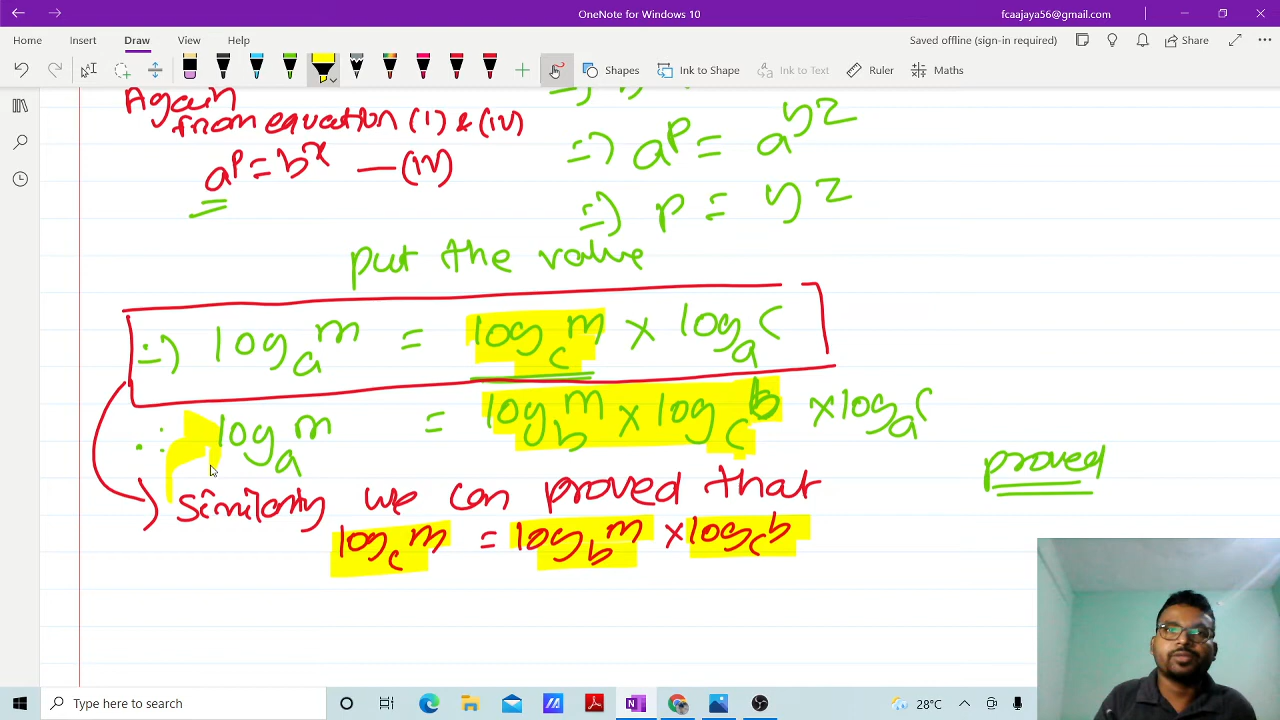 OneNote for Windows 10
fcaajaya56@gmail.com
Home Insert Draw View Help
Saved offline (sign-in required) Share
Shapes Ink to Shape Ink to Text Ruler Maths
Again
from equation (i) & (iv)
a^p = b^x — (iv)
=> a^p = a^yz
=> p = yz
put the value
=> log_a m = log_c m × log_a c
∴ log_a m = log_b m × log_c b × log_a c
proved
Similarly we can proved that
log_c m = log_b m × log_c b
Type here to search
28°C